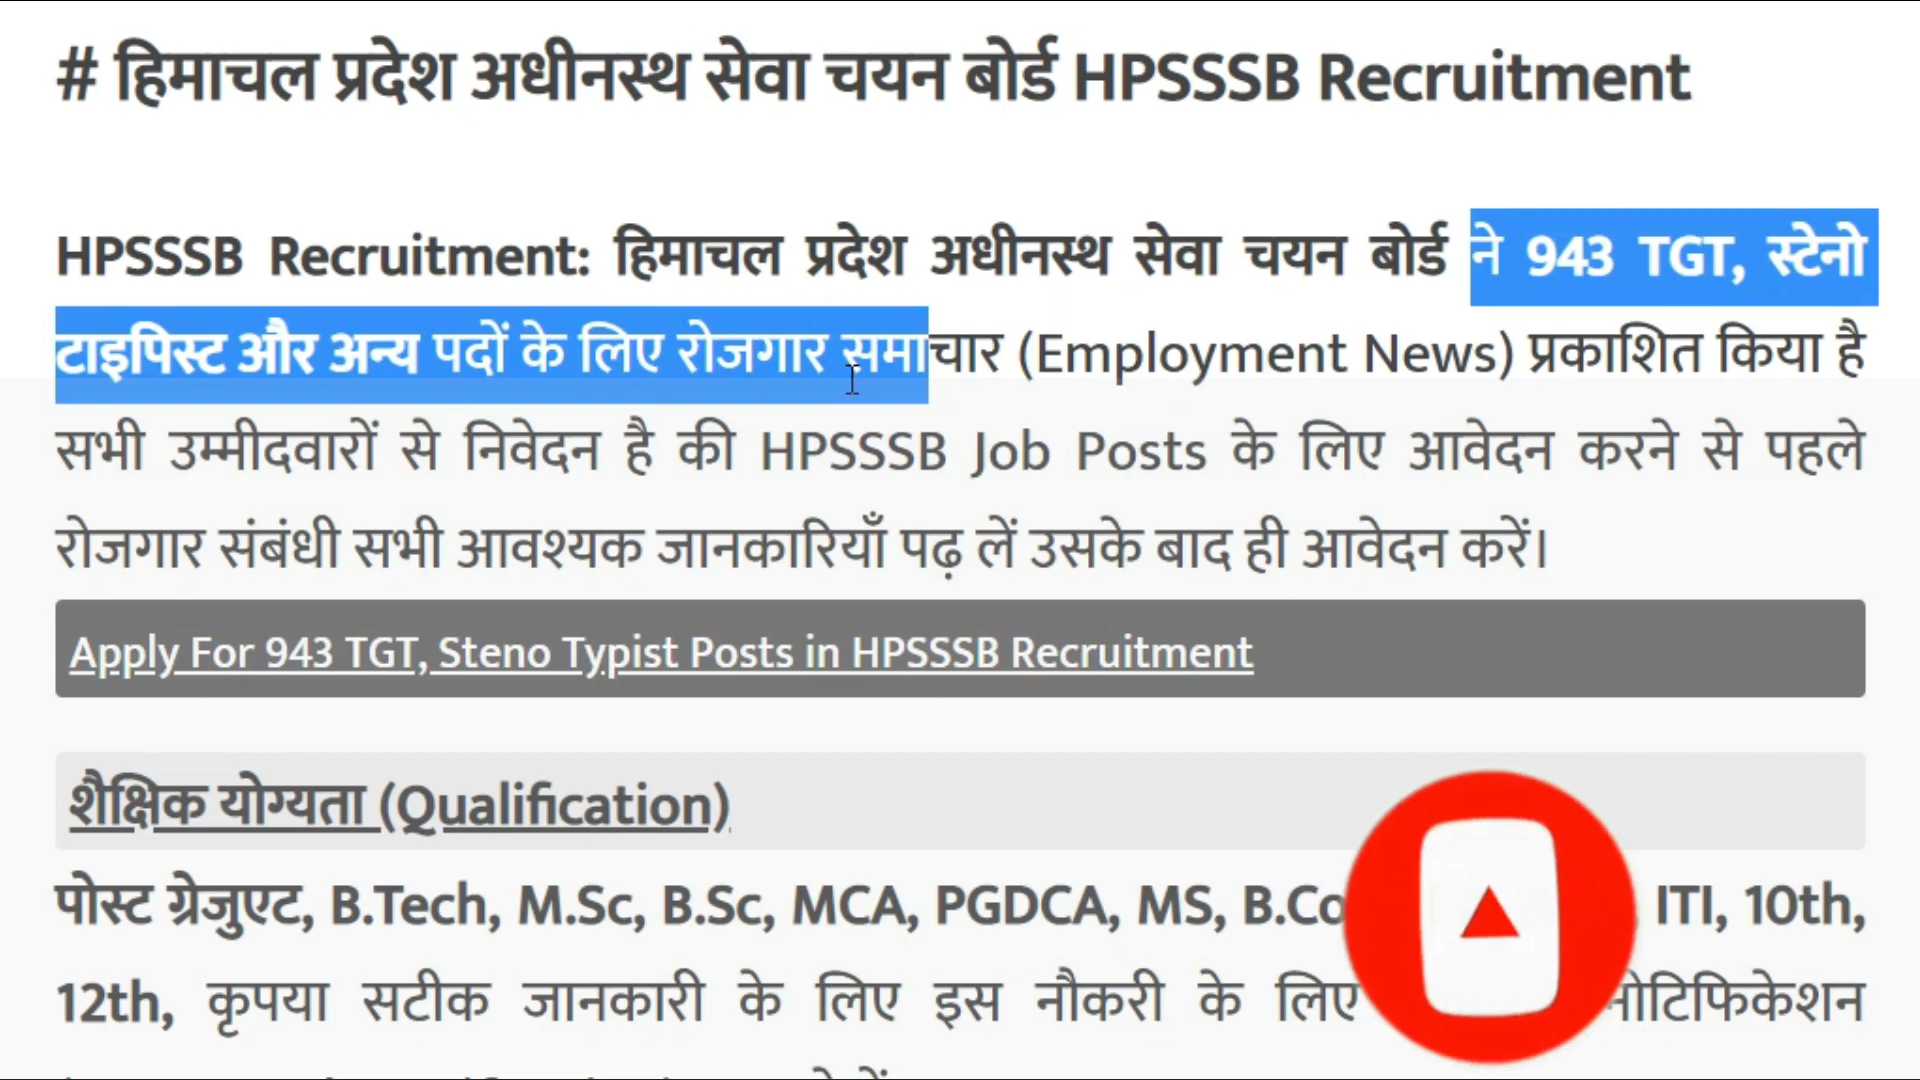 # हिमाचल प्रदेश अधीनस्थ सेवा चयन बोर्ड HPSSSB Recruitment
HPSSSB Recruitment: हिमाचल प्रदेश अधीनस्थ सेवा चयन बोर्ड ने 943 TGT, स्टेनो
टाइपिस्ट और अन्य पदों के लिए रोजगार समाचार (Employment News) प्रकाशित किया है
सभी उम्मीदवारों से निवेदन है की HPSSSB Job Posts के लिए आवेदन करने से पहले
रोजगार संबंधी सभी आवश्यक जानकारियाँ पढ़ लें उसके बाद ही आवेदन करें।
Apply For 943 TGT, Steno Typist Posts in HPSSSB Recruitment
शैक्षिक योग्यता (Qualification)
पोस्ट ग्रेजुएट, B.Tech, M.Sc, B.Sc, MCA, PGDCA, MS, ITI, 10th,
12th, कृपया सटीक जानकारी के लिए इस नौकरी के लिए